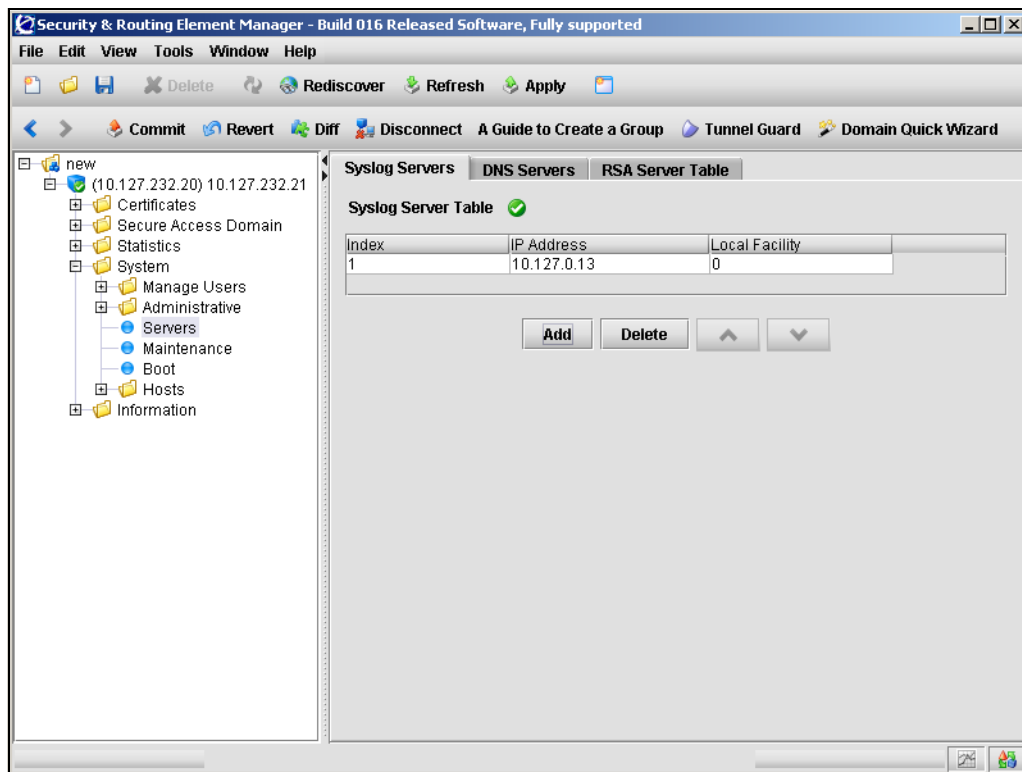 Security & Routing Element Manager - Build 016 Released Software, Fully supported
File Edit View Tools Window Help
Delete Rediscover Refresh Apply
Commit Revert Diff Disconnect A Guide to Create a Group Tunnel Guard Domain Quick Wizard
new
(10.127.232.20) 10.127.232.21
Certificates
Secure Access Domain
Statistics
System
Manage Users
Administrative
Servers
Maintenance
Boot
Hosts
Information
Syslog Servers DNS Servers RSA Server Table
Syslog Server Table
Index IP Address Local Facility
1 10.127.0.13 0
Add Delete